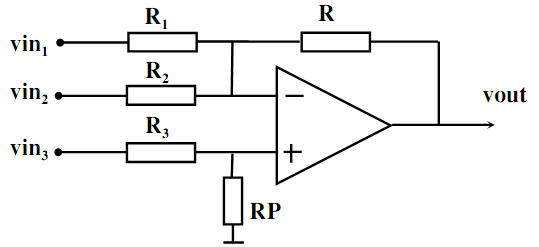 R₁ R
vin₁
R₂
vin₂
vout
R₃
vin₃
RP